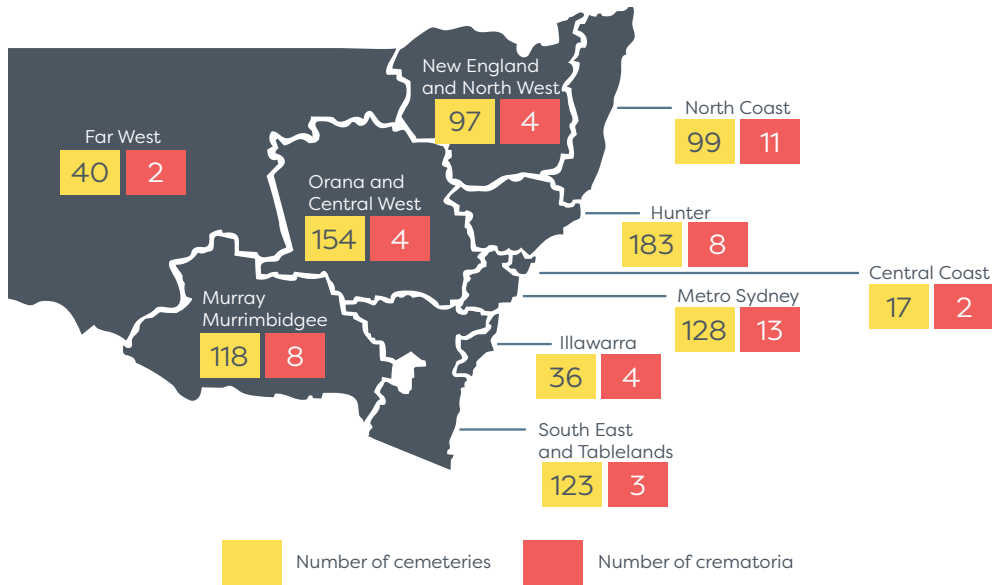 New England
and North West
97 4
North Coast
99 11
Far West
40 2
Orana and
Central West
154 4
Hunter
183 8
Central Coast
17 2
Metro Sydney
128 13
Murray
Murrimbidgee
118 8
Illawarra
36 4
South East
and Tablelands
123 3
Number of cemeteries
Number of crematoria